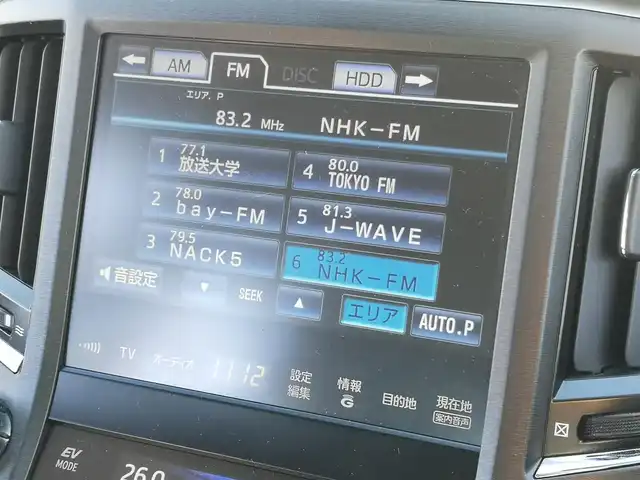 AM FM DISC HDD
エリア. P
83.2 MHz NHK-FM
1 77.1 放送大学
4 80.0 TOKYO FM
2 78.0 bay-FM
5 81.3 J-WAVE
3 79.5 NACK5
6 83.2 NHK-FM
音設定 ▼ SEEK ▲ エリア AUTO.P
TV オーディオ 1112 設定編集 情報 G 目的地 現在地 案内音声
EV MODE
26.0